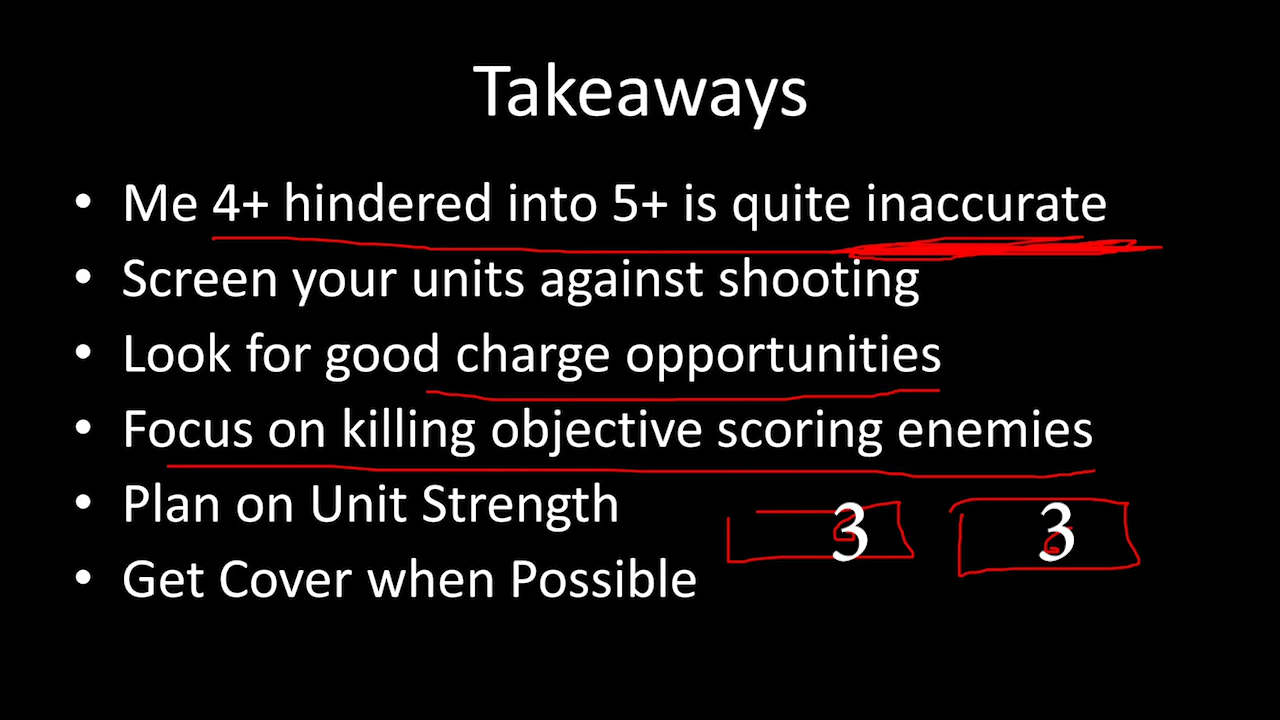 Takeaways
• Me 4+ hindered into 5+ is quite inaccurate
• Screen your units against shooting
• Look for good charge opportunities
• Focus on killing objective scoring enemies
• Plan on Unit Strength
3 3
• Get Cover when Possible